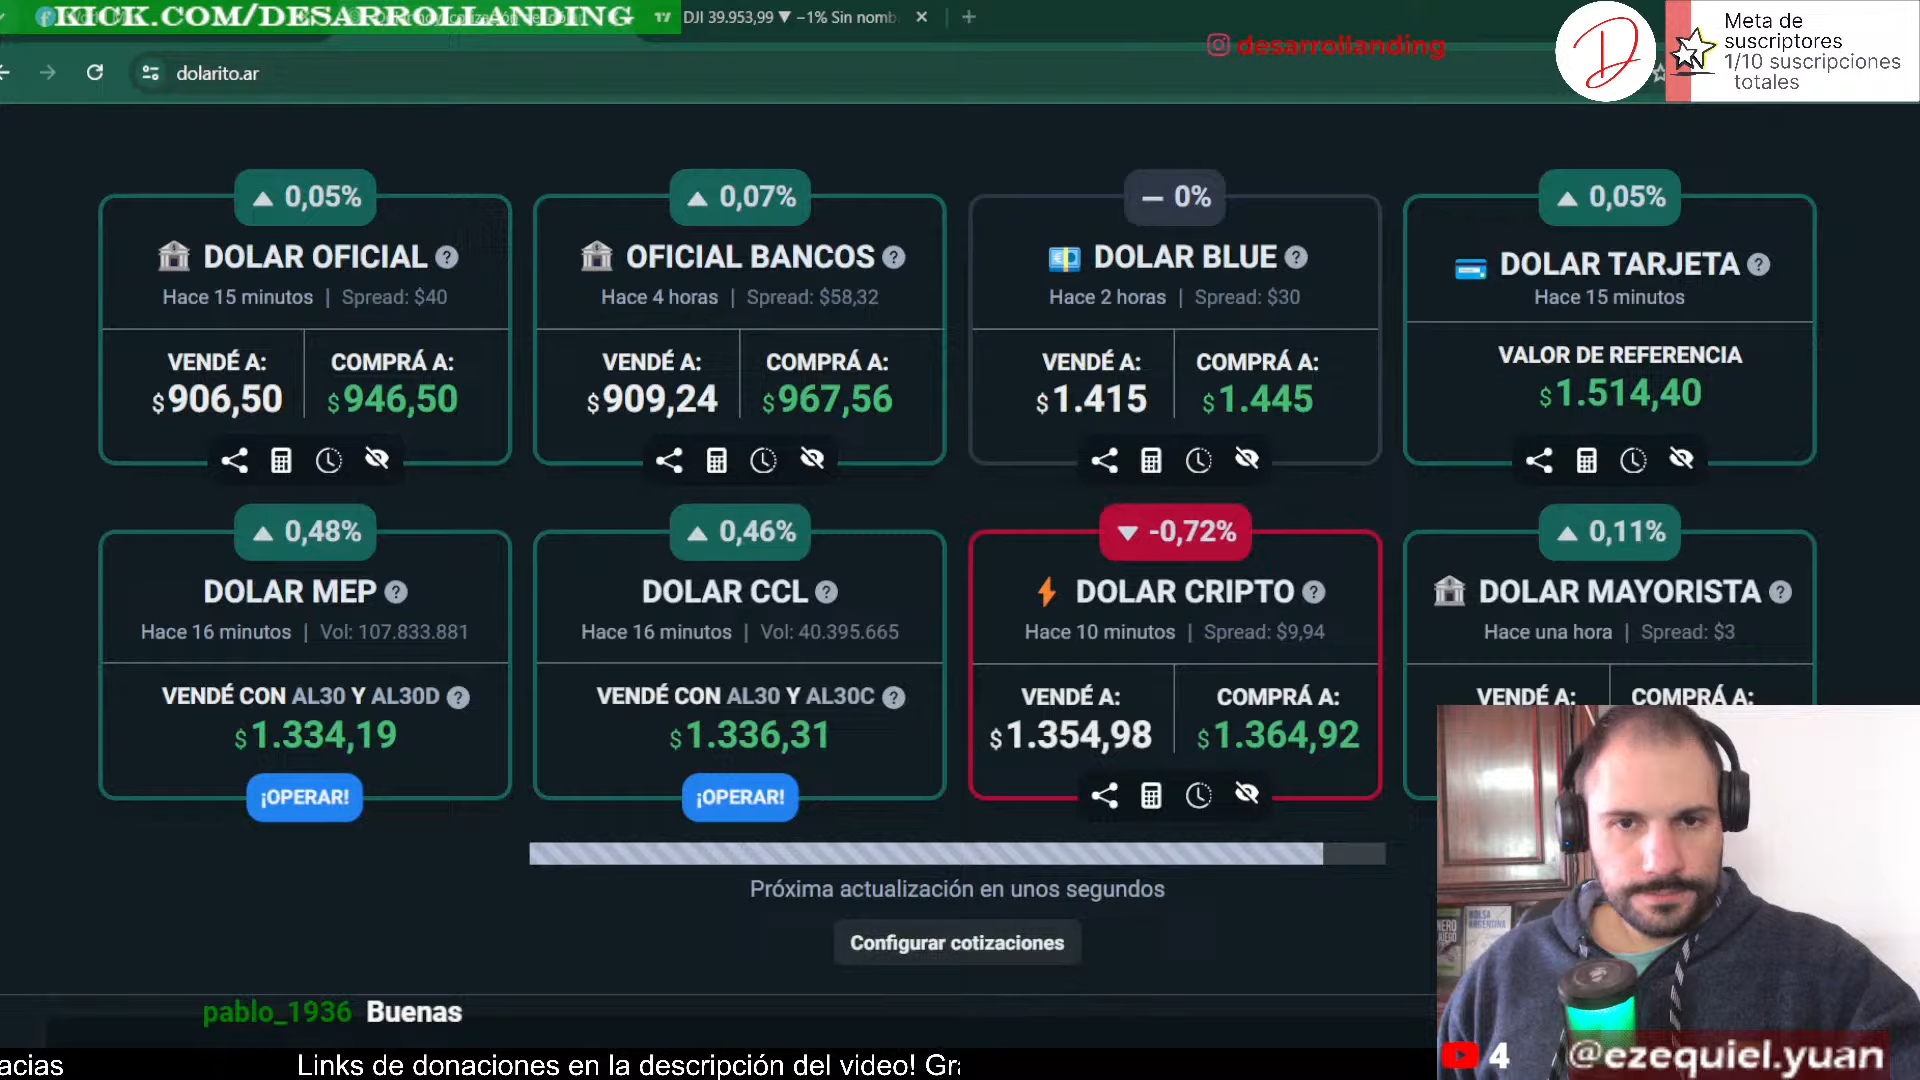 KICK.COM/DESARROLLANDING
DJI 39.953,99 ▼ −1% Sin nomb
desarrollanding
Meta de
suscriptores
1/10 suscripciones
totales
dolarito.ar
▲ 0,05%
▲ 0,07%
— 0%
▲ 0,05%
DOLAR OFICIAL ?
OFICIAL BANCOS ?
DOLAR BLUE ?
DOLAR TARJETA ?
Hace 15 minutos | Spread: $40
Hace 4 horas | Spread: $58,32
Hace 2 horas | Spread: $30
Hace 15 minutos
VENDÉ A: COMPRÁ A:
VENDÉ A: COMPRÁ A:
VENDÉ A: COMPRÁ A:
VALOR DE REFERENCIA
$906,50 $946,50
$909,24 $967,56
$1.415 $1.445
$1.514,40
▲ 0,48%
▲ 0,46%
▼ -0,72%
▲ 0,11%
DOLAR MEP ?
DOLAR CCL ?
DOLAR CRIPTO ?
DOLAR MAYORISTA ?
Hace 16 minutos | Vol: 107.833.881
Hace 16 minutos | Vol: 40.395.665
Hace 10 minutos | Spread: $9,94
Hace una hora | Spread: $3
VENDÉ CON AL30 Y AL30D ?
VENDÉ CON AL30 Y AL30C ?
VENDÉ A: COMPRÁ A:
VENDÉ A: COMPRÁ A:
$1.334,19
$1.336,31
$1.354,98 $1.364,92
¡OPERAR!
¡OPERAR!
Próxima actualización en unos segundos
Configurar cotizaciones
BOLSA
ARGENTINA
pablo_1936 Buenas
acias Links de donaciones en la descripción del video! Gra
4 @ezequiel.yuan